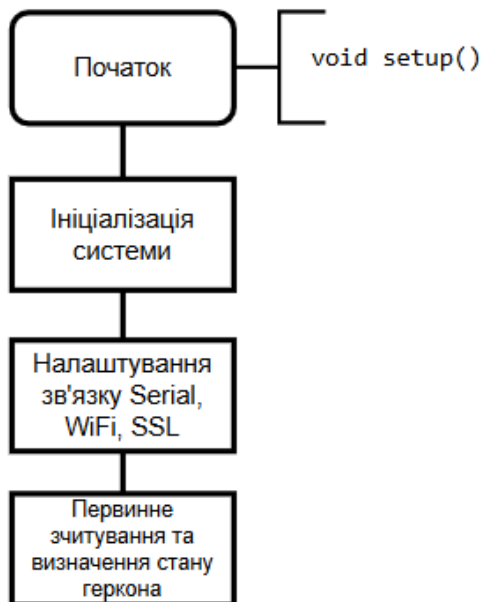 Початок
void setup()
Ініціалізація
системи
Налаштування
зв'язку Serial,
WiFi, SSL
Первинне
зчитування та
визначення стану
геркона